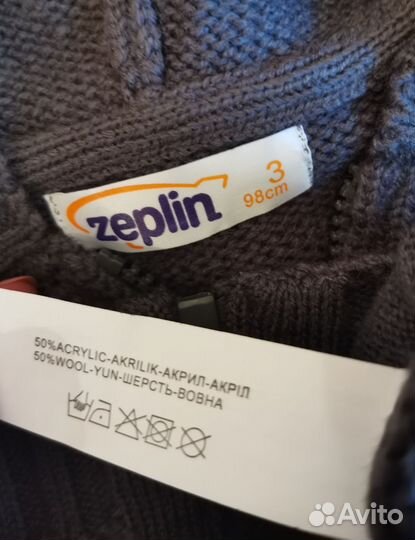 zeplin
3
98cm
50%ACRYLIC-AKRILIK-АКРИЛ-АКРІЛ
50%WOOL-YUN-ШЕРСТЬ-ВОВНА
Avito